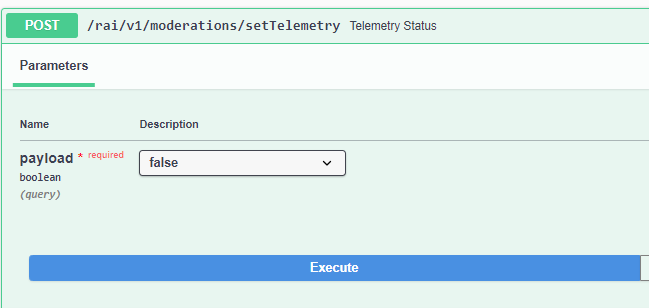 POST /rai/v1/moderations/setTelemetry Telemetry Status
Parameters
Name Description
payload * required false
boolean
(query)
Execute